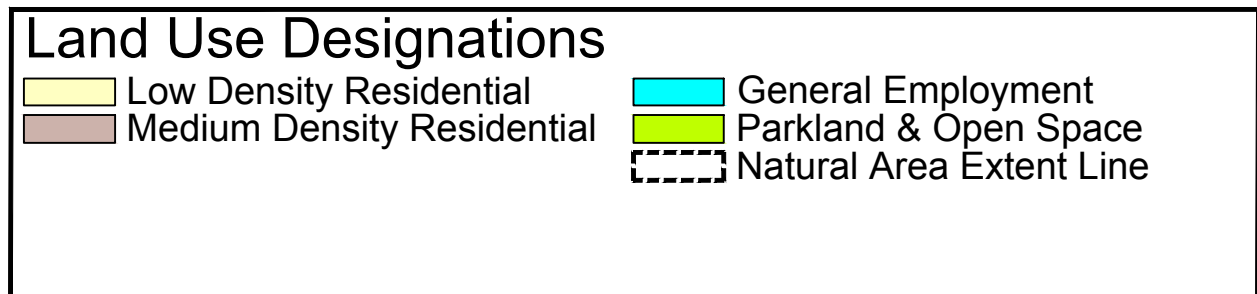 Land Use Designations
Low Density Residential
Medium Density Residential
General Employment
Parkland & Open Space
Natural Area Extent Line